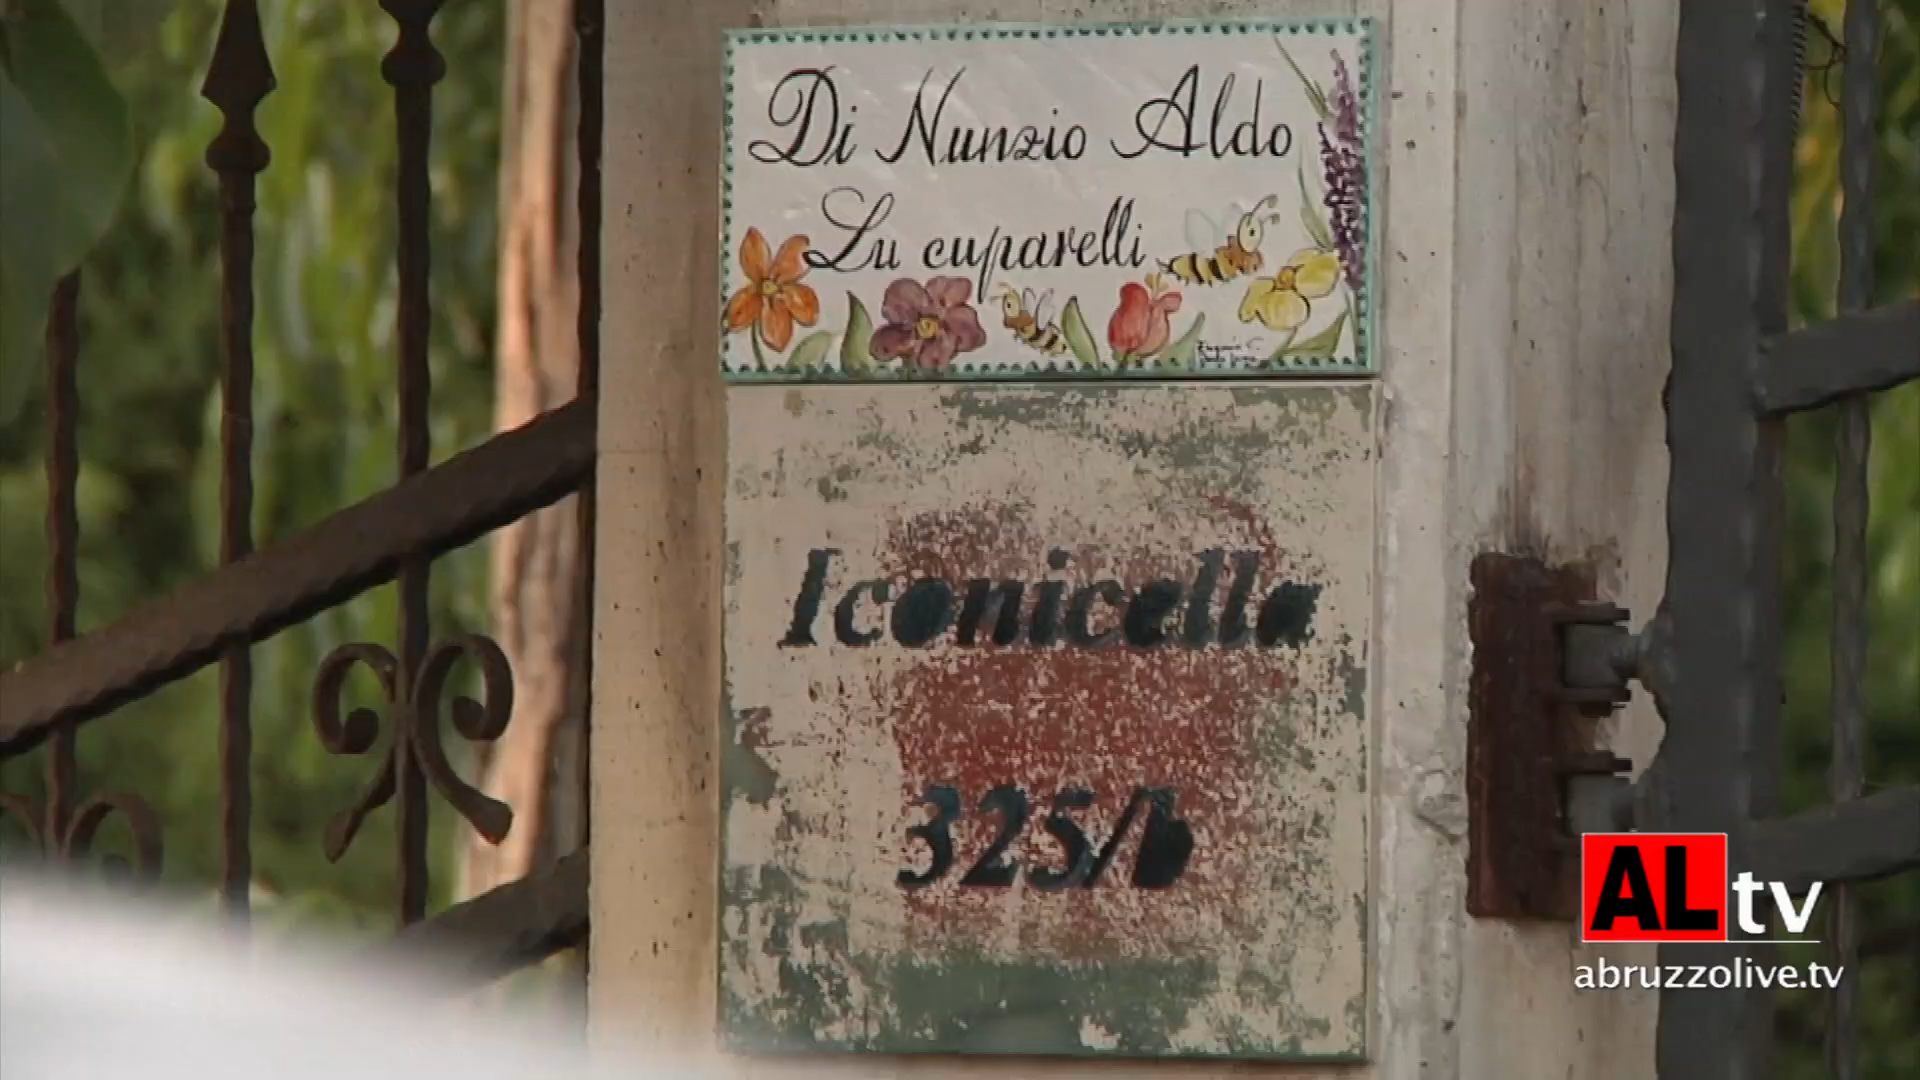 Di Nunzio Aldo
Lu cuparelli
Iconicella
325/b
ALtv
abruzzolive.tv